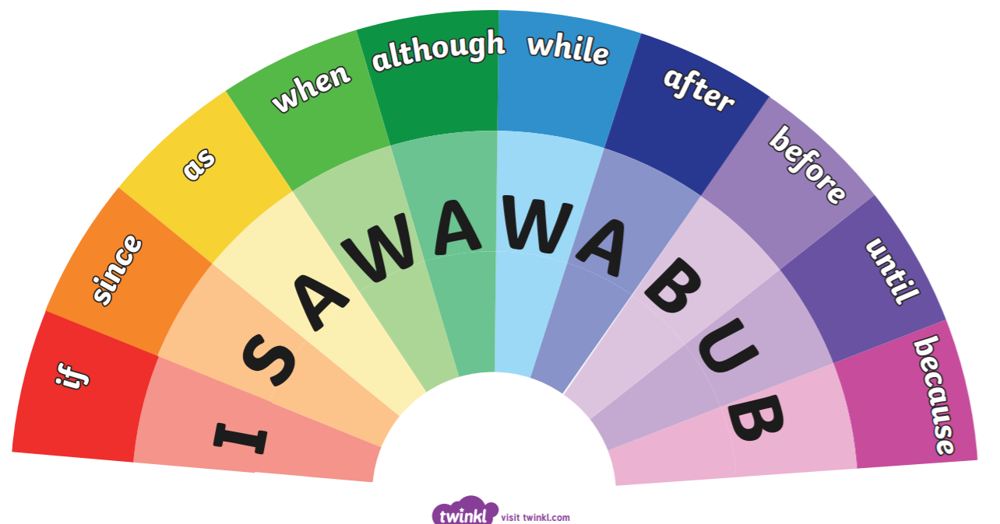 if
since
as
when
although
while
after
before
until
because
I
S
A
W
A
W
A
B
U
B
twinkl visit twinkl.com